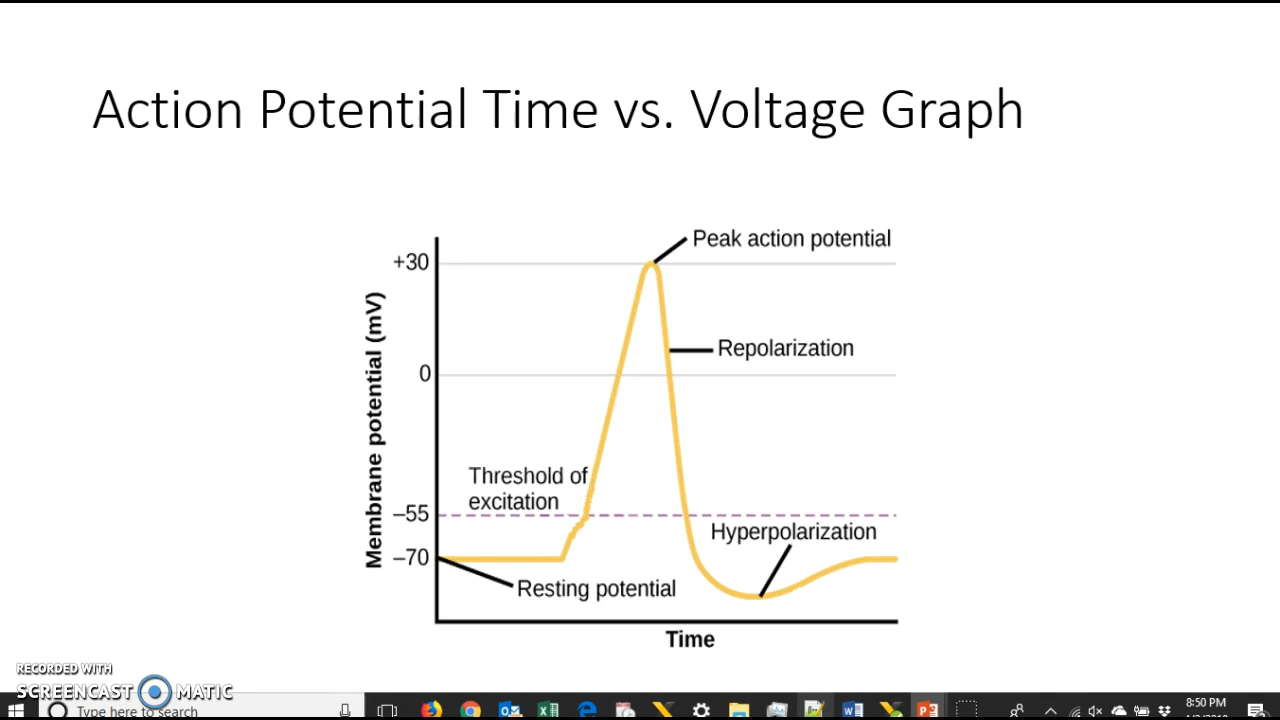 Action Potential Time vs. Voltage Graph
Peak action potential
+30
Repolarization
0
Membrane potential (mV)
Threshold of
excitation
–55
Hyperpolarization
–70
Resting potential
Time
RECORDED WITH
SCREENCAST MATIC
Type here to search
8:50 PM